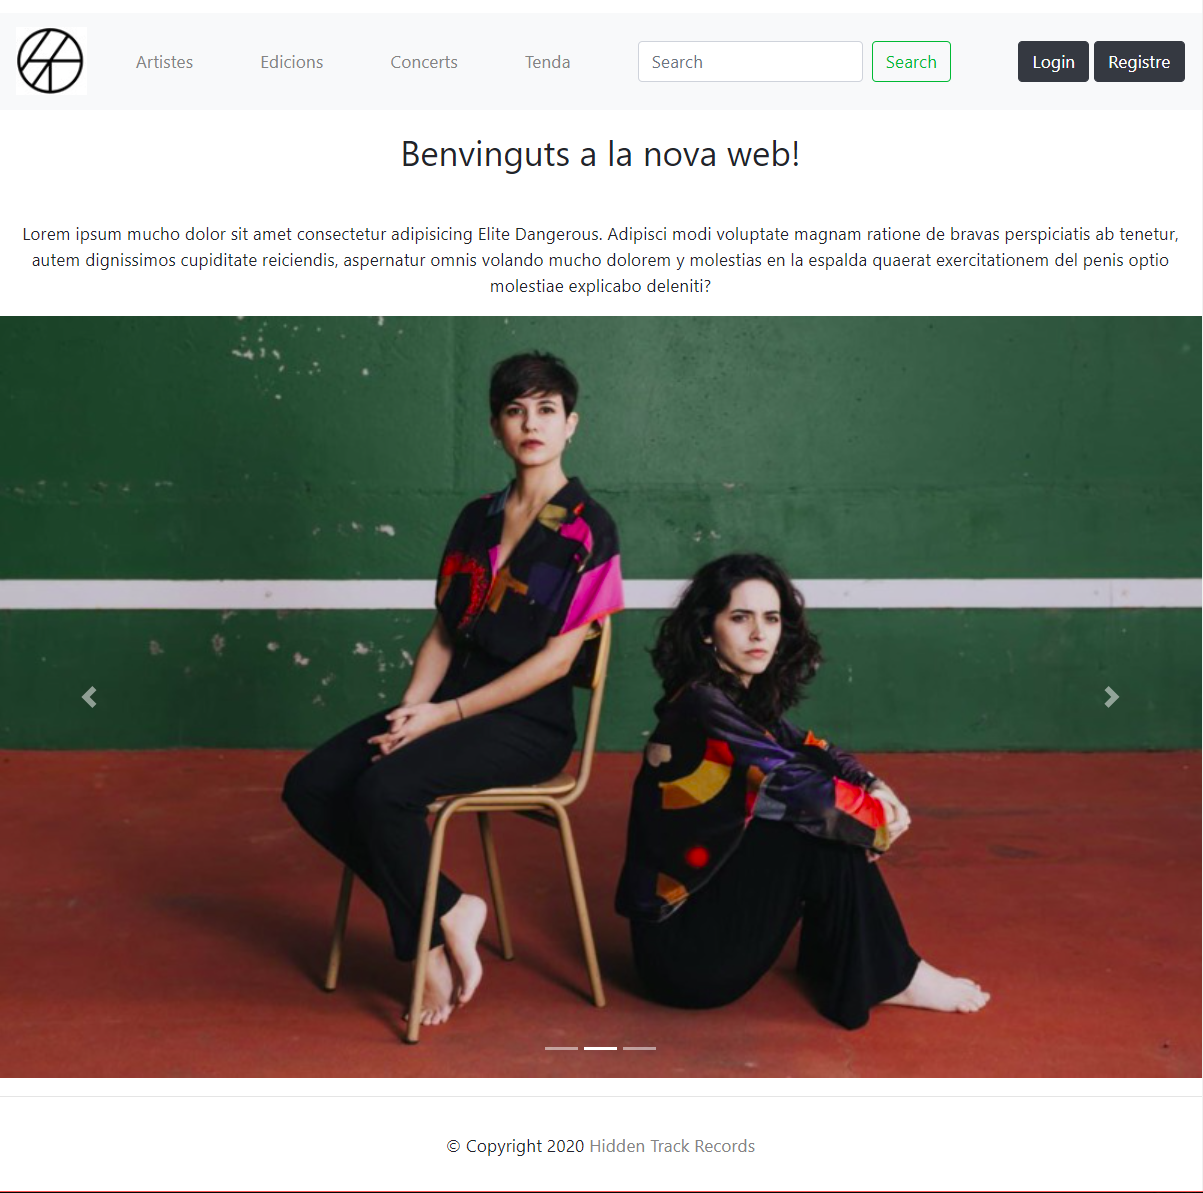 Artistes Edicions Concerts Tenda Search Search Login Registre
Benvinguts a la nova web!
Lorem ipsum mucho dolor sit amet consectetur adipisicing Elite Dangerous. Adipisci modi voluptate magnam ratione de bravas perspiciatis ab tenetur,
autem dignissimos cupiditate reiciendis, aspernatur omnis volando mucho dolorem y molestias en la espalda quaerat exercitationem del penis optio
molestiae explicabo deleniti?
© Copyright 2020 Hidden Track Records